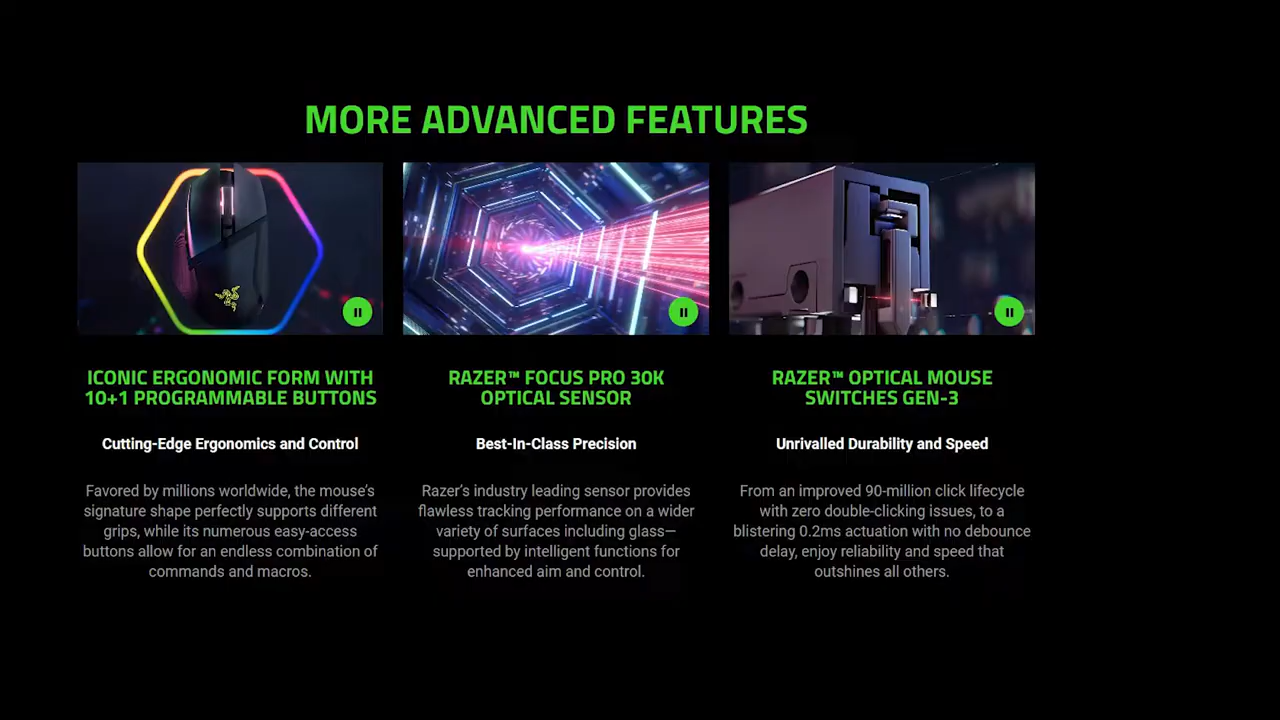 MORE ADVANCED FEATURES
ICONIC ERGONOMIC FORM WITH
10+1 PROGRAMMABLE BUTTONS
Cutting-Edge Ergonomics and Control
Favored by millions worldwide, the mouse's
signature shape perfectly supports different
grips, while its numerous easy-access
buttons allow for an endless combination of
commands and macros.
RAZER™ FOCUS PRO 30K
OPTICAL SENSOR
Best-In-Class Precision
Razer's industry leading sensor provides
flawless tracking performance on a wider
variety of surfaces including glass—
supported by intelligent functions for
enhanced aim and control.
RAZER™ OPTICAL MOUSE
SWITCHES GEN-3
Unrivalled Durability and Speed
From an improved 90-million click lifecycle
with zero double-clicking issues, to a
blistering 0.2ms actuation with no debounce
delay, enjoy reliability and speed that
outshines all others.